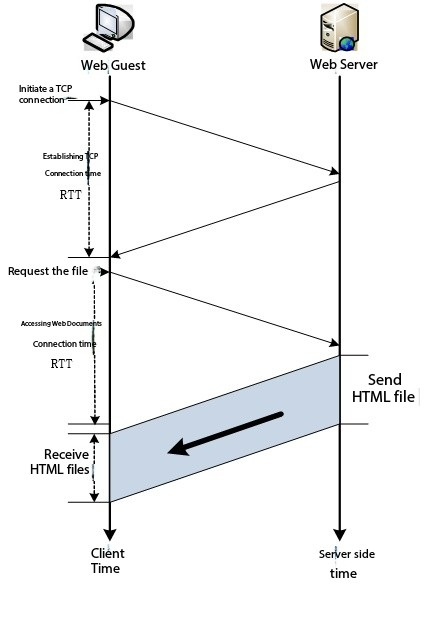 Web Guest
Web Server
Initiate a TCP
connection
Establishing TCP
Connection time
RTT
Request the file
Accessing Web Documents
Connection time
RTT
Send
HTML file
Receive
HTML files
Client
Time
Server side
time